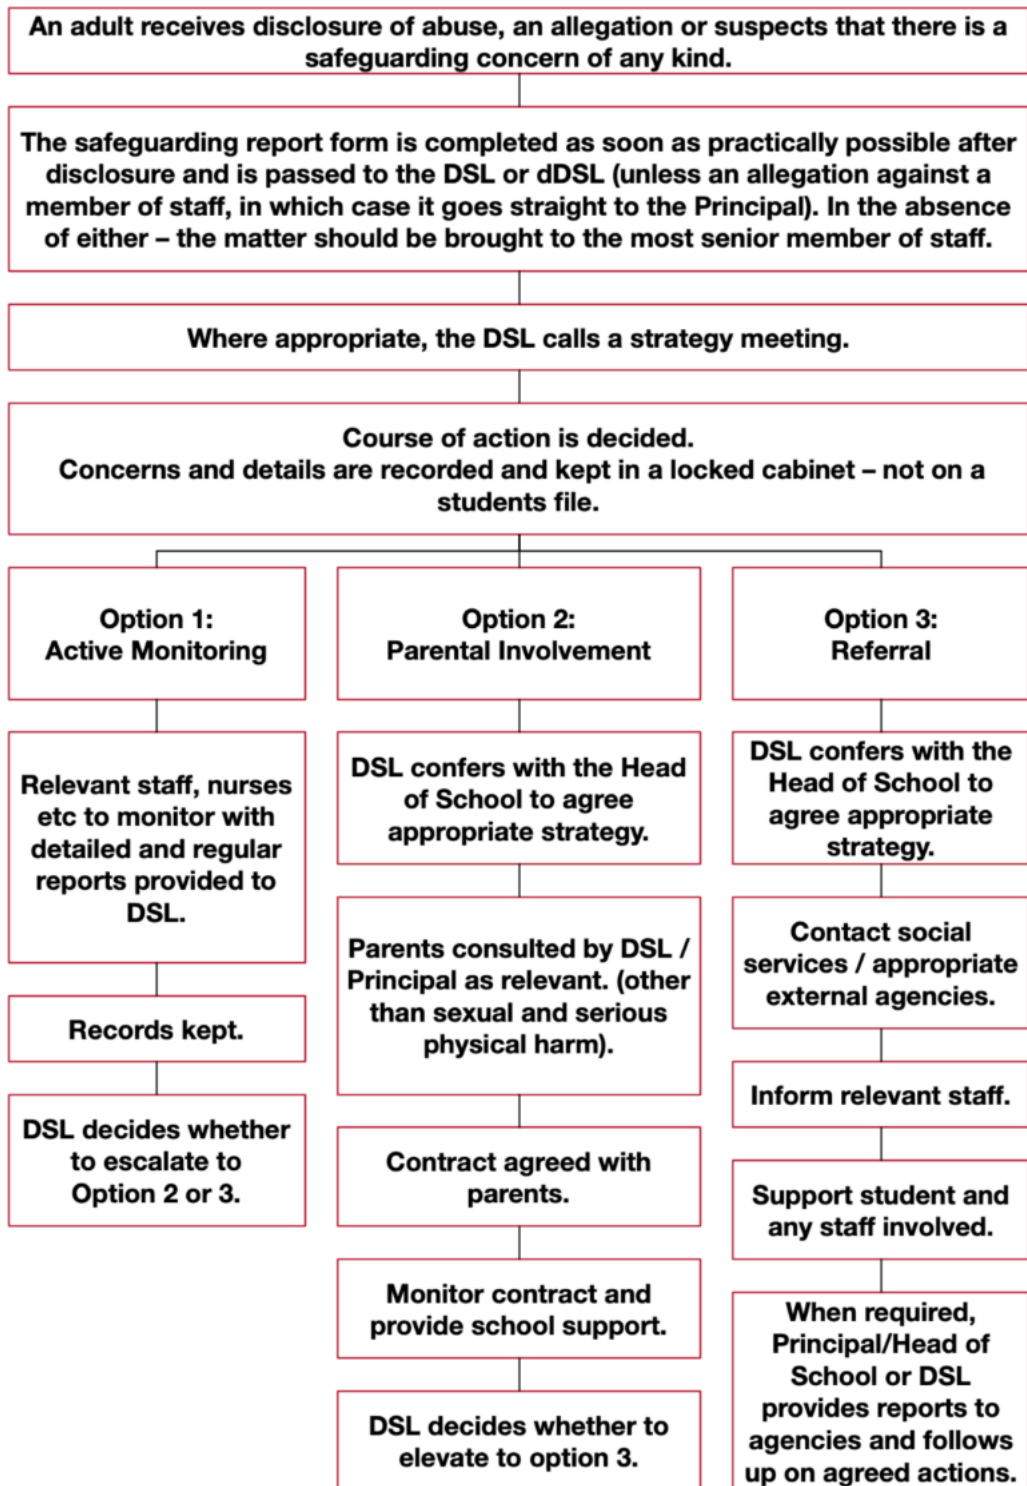 An adult receives disclosure of abuse, an allegation or suspects that there is a
safeguarding concern of any kind.
The safeguarding report form is completed as soon as practically possible after
disclosure and is passed to the DSL or dDSL (unless an allegation against a
member of staff, in which case it goes straight to the Principal). In the absence
of either – the matter should be brought to the most senior member of staff.
Where appropriate, the DSL calls a strategy meeting.
Course of action is decided.
Concerns and details are recorded and kept in a locked cabinet – not on a
students file.
Option 1:
Active Monitoring
Relevant staff, nurses
etc to monitor with
detailed and regular
reports provided to
DSL.
Records kept.
DSL decides whether
to escalate to
Option 2 or 3.
Option 2:
Parental Involvement
DSL confers with the Head
of School to agree
appropriate strategy.
Parents consulted by DSL /
Principal as relevant. (other
than sexual and serious
physical harm).
Contract agreed with
parents.
Monitor contract and
provide school support.
DSL decides whether to
elevate to option 3.
Option 3:
Referral
DSL confers with the
Head of School to
agree appropriate
strategy.
Contact social
services / appropriate
external agencies.
Inform relevant staff.
Support student and
any staff involved.
When required,
Principal/Head of
School or DSL
provides reports to
agencies and follows
up on agreed actions.